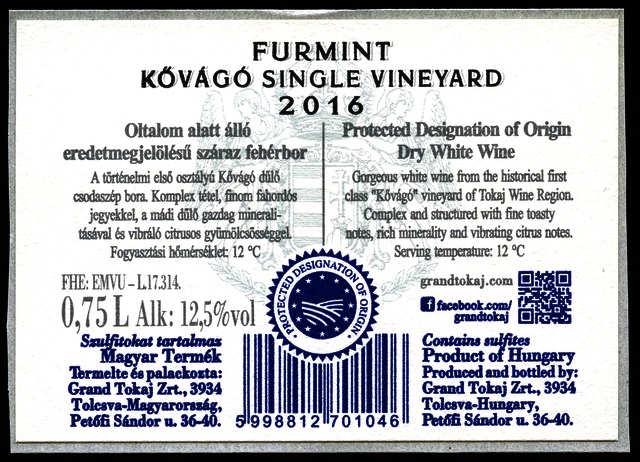 FURMINT
KŐVÁGÓ SINGLE VINEYARD
2016
Oltalom alatt álló
eredetmegjelölésű száraz fehérbor
A történelmi első osztályú Kővágó dűlő
csodaszép bora. Komplex tétel, finom fahordós
jegyekkel, a mádi dűlő gazdag minerali-
tásával és vibráló citrusos gyümölcsösséggel.
Fogyasztási hőmérséklet: 12 °C
Protected Designation of Origin
Dry White Wine
Gorgeous white wine from the historical first
class "Kővágó" vineyard of Tokaj Wine Region.
Complex and structured with fine toasty
notes, rich minerality and vibrating citrus notes.
Serving temperature: 12 °C
FHE: EMVU – L.17.314.
0,75 L Alk: 12,5%vol
PROTECTED DESIGNATION OF ORIGIN
grandtokaj.com
facebook.com/
grandtokaj
Szulfitokat tartalmaz
Magyar Termék
Termelte és palackozta:
Grand Tokaj Zrt., 3934
Tolcsva-Magyarország,
Petőfi Sándor u. 36-40.
5 998812 701046
Contains sulfites
Product of Hungary
Produced and bottled by:
Grand Tokaj Zrt., 3934
Tolcsva-Hungary,
Petőfi Sándor u. 36-40.